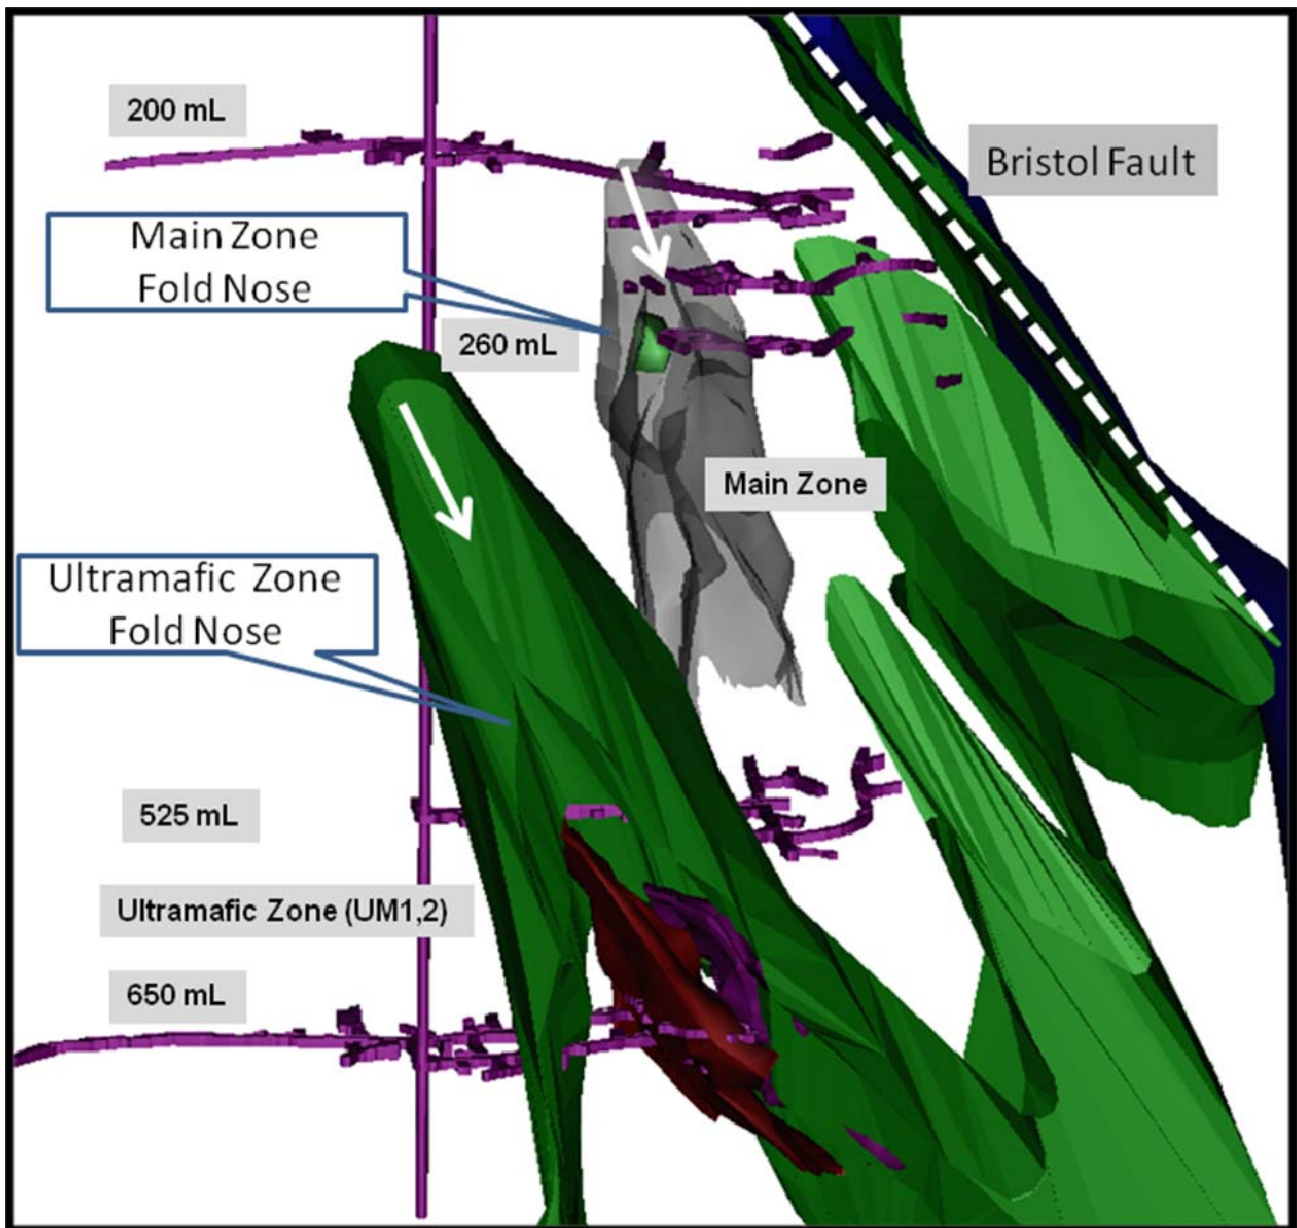 200 mL
Bristol Fault
Main Zone
Fold Nose
260 mL
Main Zone
Ultramafic Zone
Fold Nose
525 mL
Ultramafic Zone (UM1,2)
650 mL